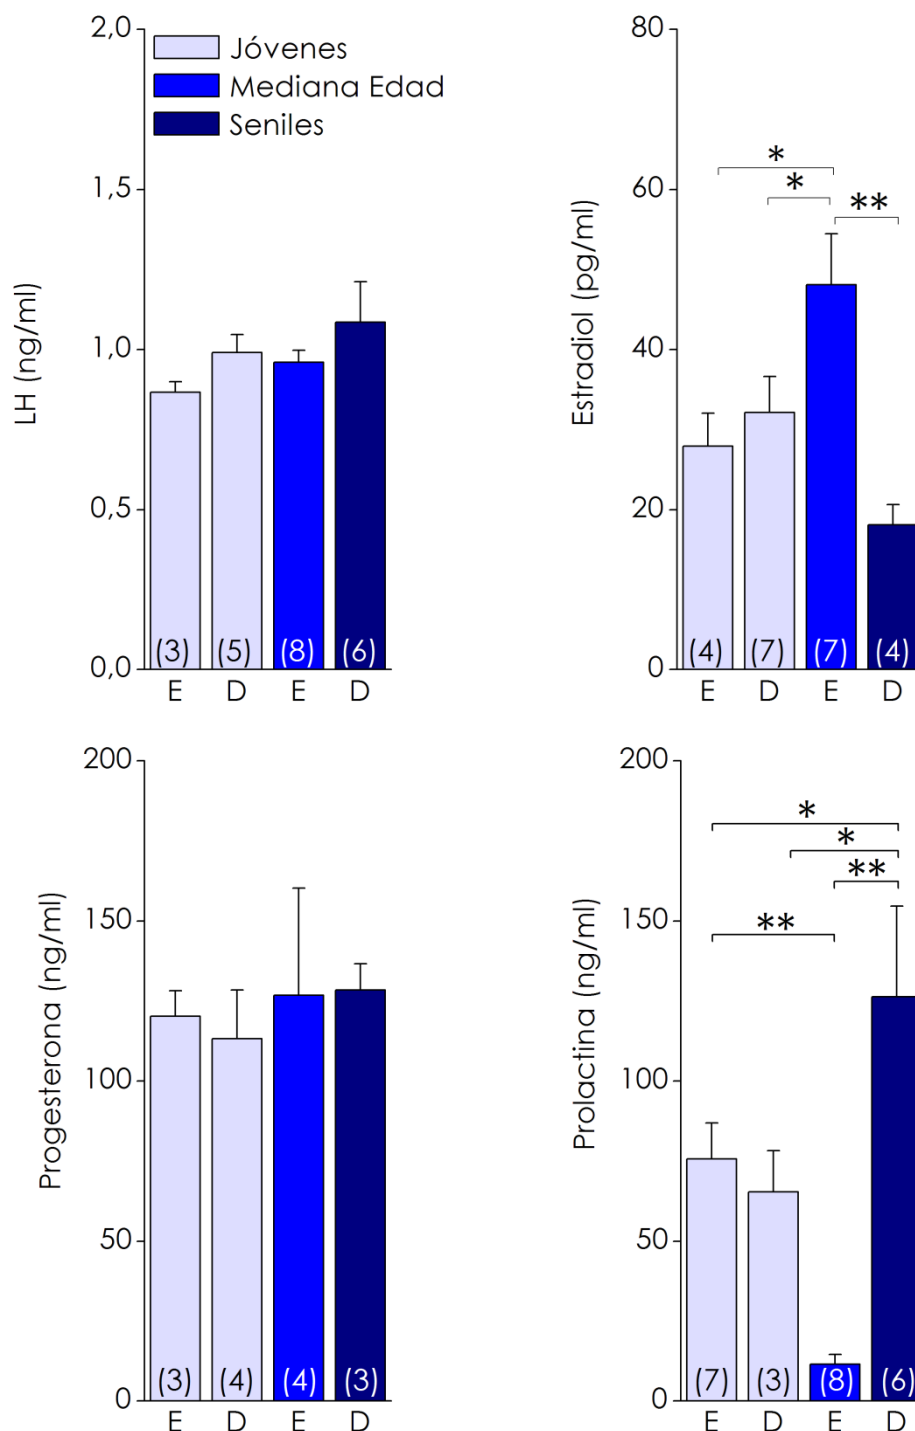 LH (ng/ml)
2,0
1,5
1,0
0,5
0,0
Jóvenes
Mediana Edad
Seniles
(3) (5) (8) (6)
E D E D
Estradiol (pg/ml)
80
60
40
20
0
*
*
**
(4) (7) (7) (4)
E D E D
Progesterona (ng/ml)
200
150
100
50
0
(3) (4) (4) (3)
E D E D
Prolactina (ng/ml)
200
150
100
50
0
*
*
**
**
(7) (3) (8) (6)
E D E D